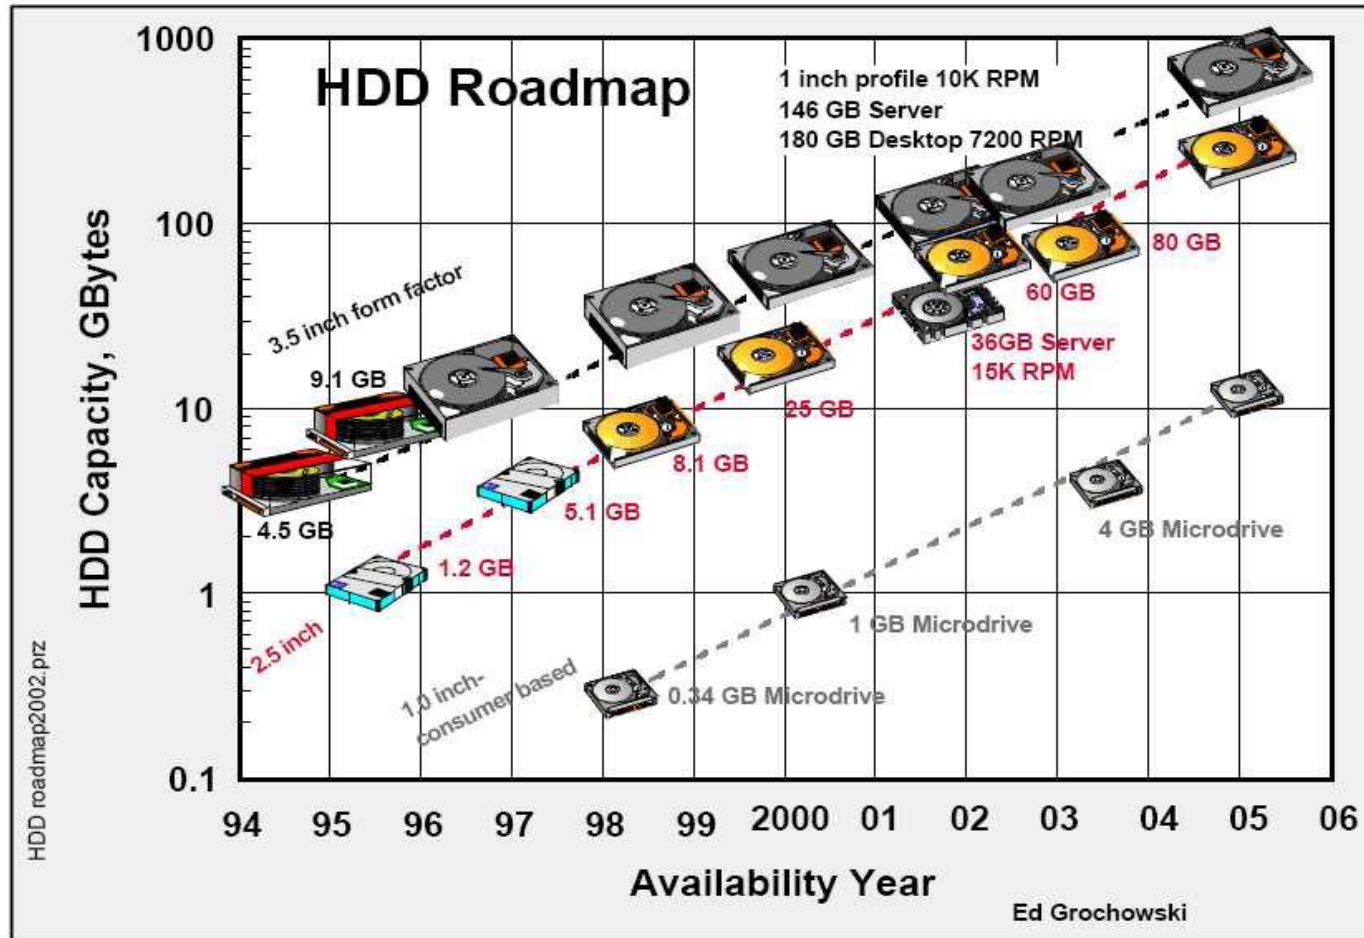 HDD Roadmap
1 inch profile 10K RPM
146 GB Server
180 GB Desktop 7200 RPM
HDD Capacity, GBytes
1000
100
10
1
0.1
3.5 inch form factor
9.1 GB
4.5 GB
80 GB
60 GB
36GB Server
15K RPM
25 GB
8.1 GB
5.1 GB
1.2 GB
2.5 inch
4 GB Microdrive
1 GB Microdrive
0.34 GB Microdrive
1.0 inch-
consumer based
94 95 96 97 98 99 2000 01 02 03 04 05 06
Availability Year
Ed Grochowski
HDD roadmap2002.prz